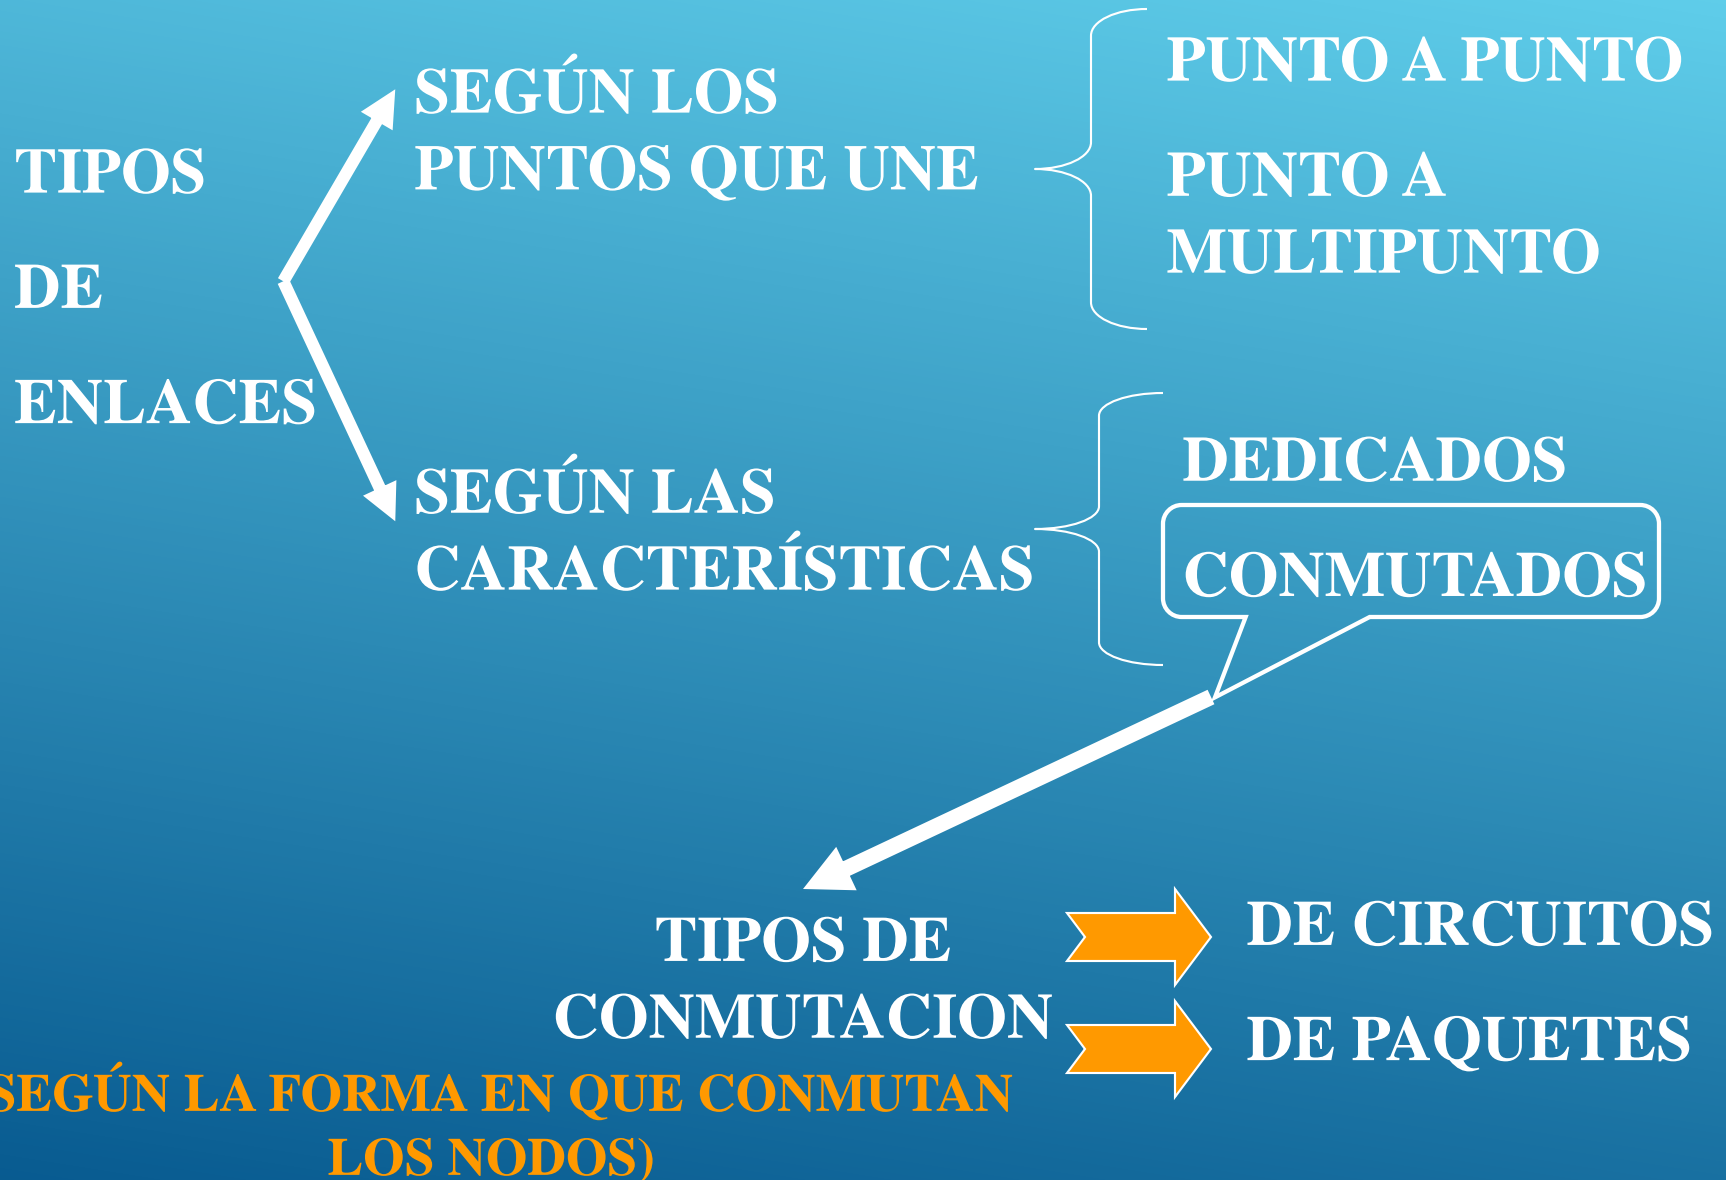 TIPOS
DE
ENLACES
SEGÚN LOS
PUNTOS QUE UNE
PUNTO A PUNTO
PUNTO A
MULTIPUNTO
SEGÚN LAS
CARACTERÍSTICAS
DEDICADOS
CONMUTADOS
TIPOS DE
CONMUTACION
DE CIRCUITOS
DE PAQUETES
SEGÚN LA FORMA EN QUE CONMUTAN
LOS NODOS)